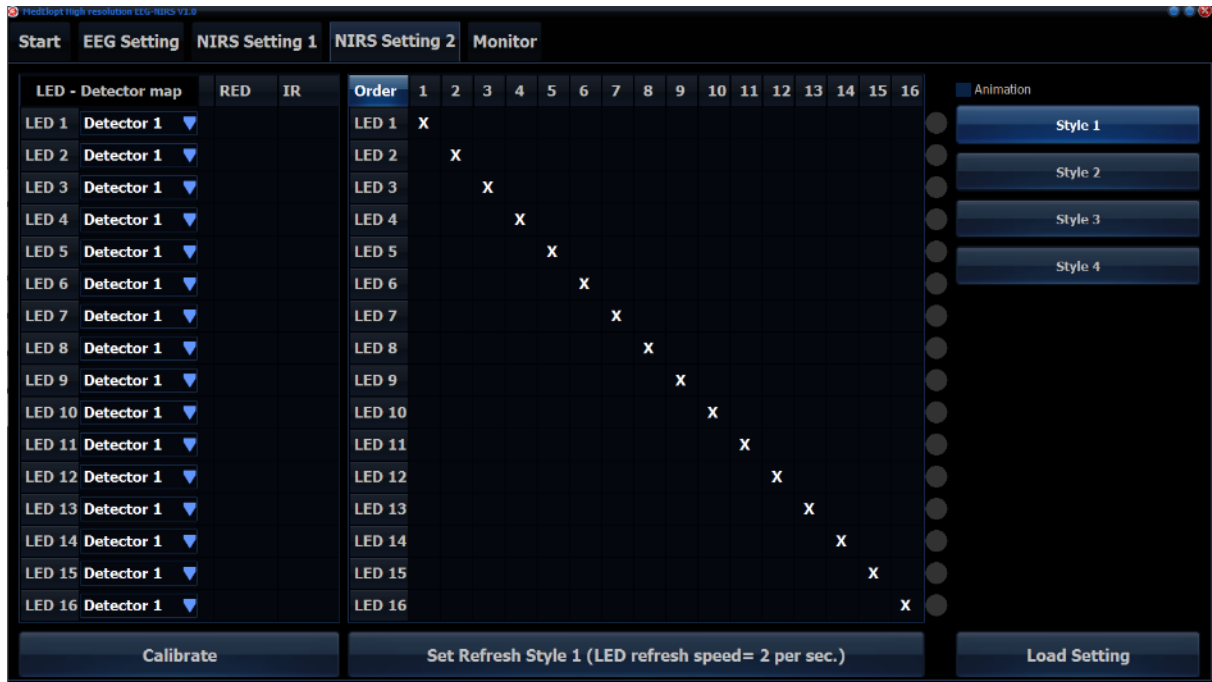 MedElopt High resolution EEG-NIRS V1.0
Start EEG Setting NIRS Setting 1 NIRS Setting 2 Monitor
LED - Detector map RED IR Order 1 2 3 4 5 6 7 8 9 10 11 12 13 14 15 16 Animation
LED 1 Detector 1 LED 1 X Style 1
LED 2 Detector 1 LED 2 X Style 2
LED 3 Detector 1 LED 3 X
LED 4 Detector 1 LED 4 X Style 3
LED 5 Detector 1 LED 5 X Style 4
LED 6 Detector 1 LED 6 X
LED 7 Detector 1 LED 7 X
LED 8 Detector 1 LED 8 X
LED 9 Detector 1 LED 9 X
LED 10 Detector 1 LED 10 X
LED 11 Detector 1 LED 11 X
LED 12 Detector 1 LED 12 X
LED 13 Detector 1 LED 13 X
LED 14 Detector 1 LED 14 X
LED 15 Detector 1 LED 15 X
LED 16 Detector 1 LED 16 X
Calibrate Set Refresh Style 1 (LED refresh speed= 2 per sec.) Load Setting